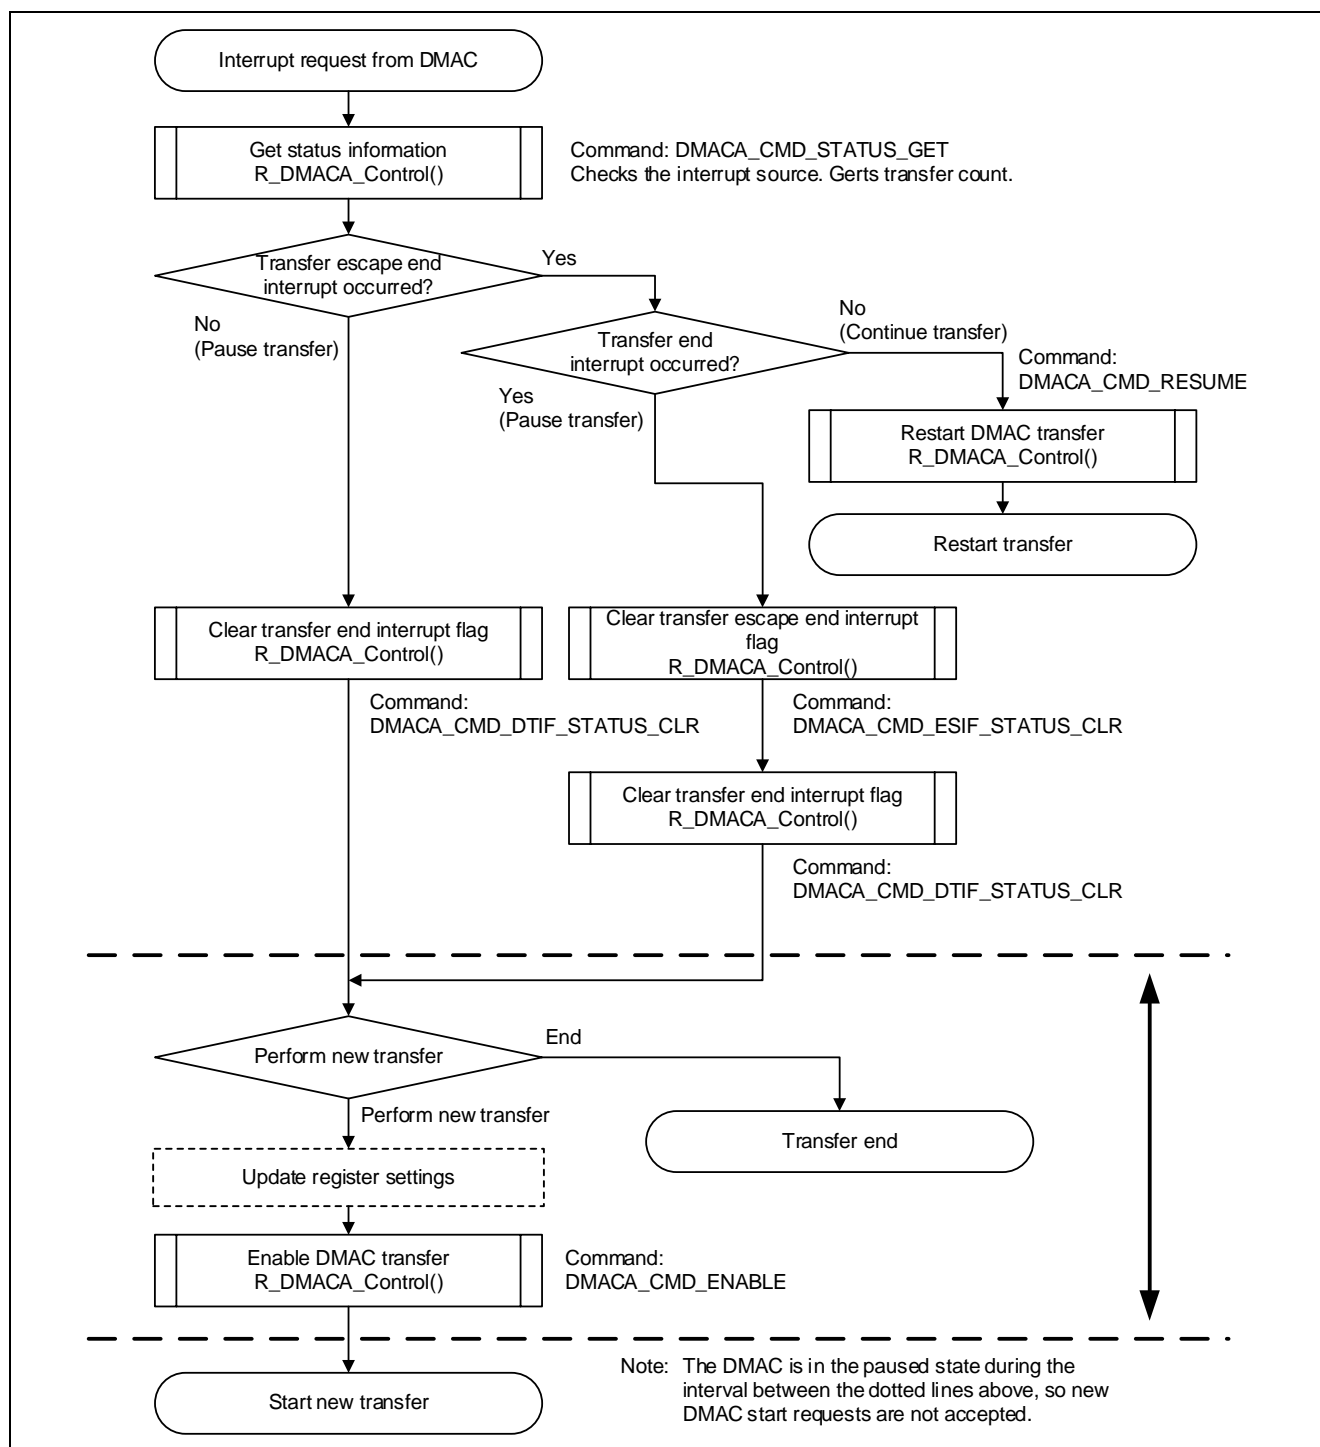 Interrupt request from DMAC
Get status information
R_DMACA_Control()
Command: DMACA_CMD_STATUS_GET
Checks the interrupt source. Gerts transfer count.
Transfer escape end
interrupt occurred?
Yes
No
(Pause transfer)
Transfer end
interrupt occurred?
No
(Continue transfer)
Yes
(Pause transfer)
Command:
DMACA_CMD_RESUME
Restart DMAC transfer
R_DMACA_Control()
Restart transfer
Clear transfer end interrupt flag
R_DMACA_Control()
Command:
DMACA_CMD_DTIF_STATUS_CLR
Clear transfer escape end interrupt
flag
R_DMACA_Control()
Command:
DMACA_CMD_ESIF_STATUS_CLR
Clear transfer end interrupt flag
R_DMACA_Control()
Command:
DMACA_CMD_DTIF_STATUS_CLR
Perform new transfer
End
Perform new transfer
Transfer end
Update register settings
Enable DMAC transfer
R_DMACA_Control()
Command:
DMACA_CMD_ENABLE
Start new transfer
Note: The DMAC is in the paused state during the
interval between the dotted lines above, so new
DMAC start requests are not accepted.